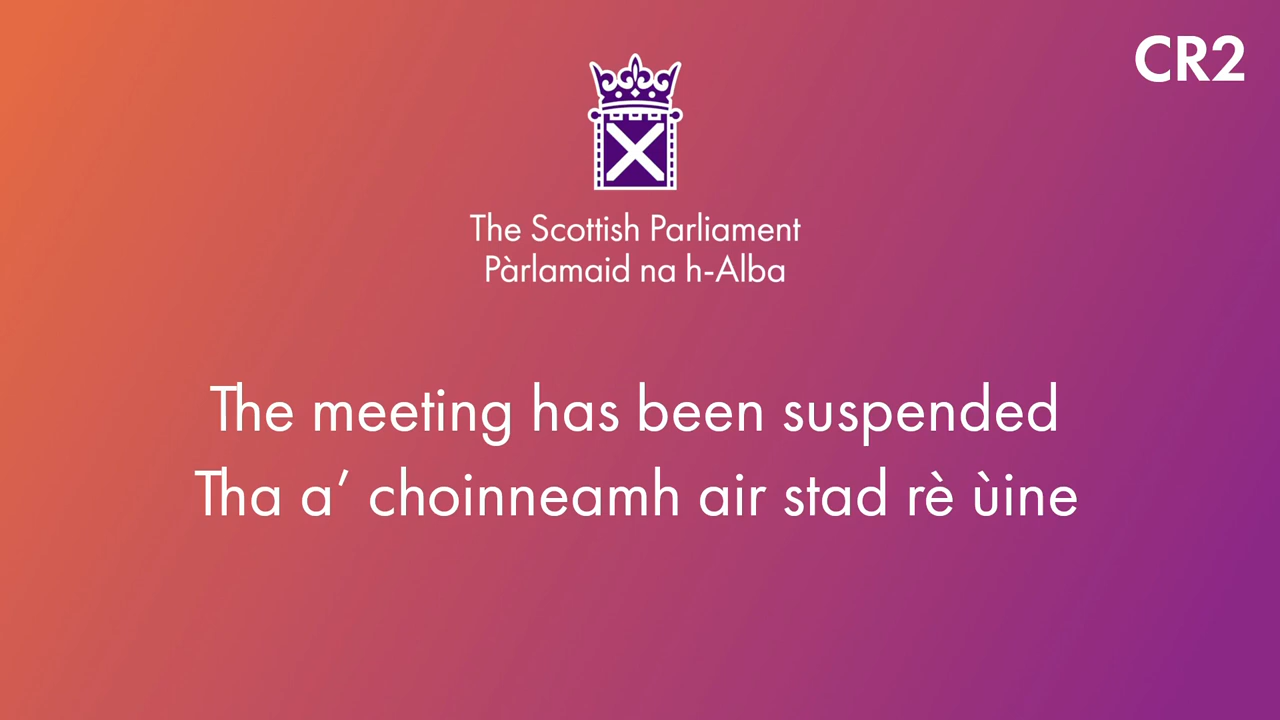 CR2
The Scottish Parliament
Pàrlamaid na h-Alba
The meeting has been suspended
Tha a’ choinneamh air stad rè ùine